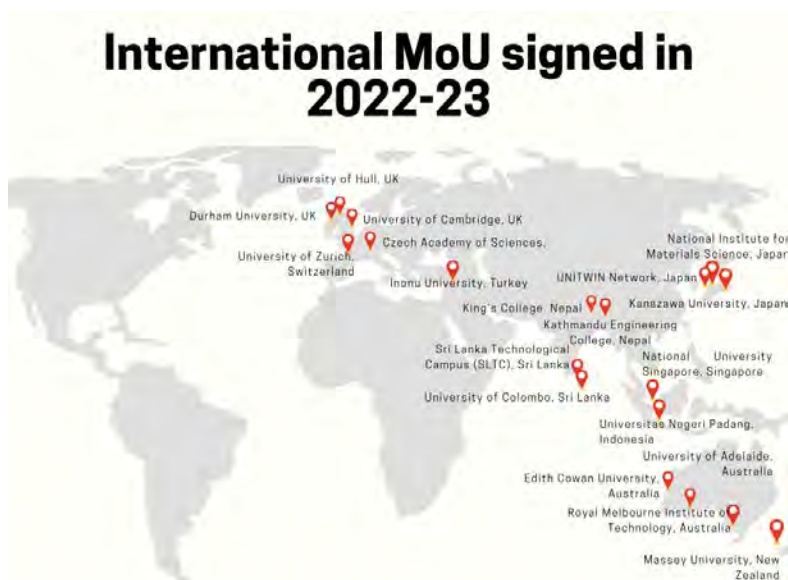 International MoU signed in
2022-23
University of Hull, UK
Durham University, UK
University of Cambridge, UK
Czech Academy of Sciences,
University of Zurich,
Switzerland
Inonu University, Turkey
National Institute for
Materials Science, Japan
UNITWIN Network, Japan
Kanazawa University, Japan
King's College, Nepal
Kathmandu Engineering
College, Nepal
Sri Lanka Technological
Campus (SLTC), Sri Lanka
University of Colombo, Sri Lanka
National University
Singapore, Singapore
Universitas Negeri Padang,
Indonesia
University of Adelaide,
Australia
Edith Cowan University,
Australia
Royal Melbourne Institute of
Technology, Australia
Massey University, New
Zealand